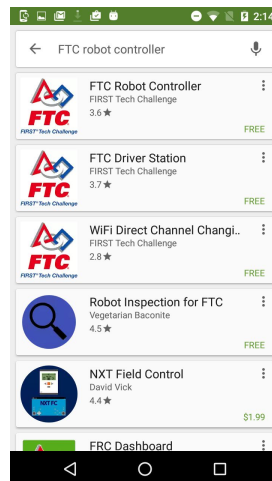 2:14
FTC robot controller
FTC
FIRST Tech Challenge
FTC Robot Controller
FIRST Tech Challenge
3.6★
FREE
FTC
FIRST Tech Challenge
FTC Driver Station
FIRST Tech Challenge
3.7★
FREE
FTC
FIRST Tech Challenge
WiFi Direct Channel Changi..
FIRST Tech Challenge
2.8★
FREE
Robot Inspection for FTC
Vegetarian Baconite
4.5★
FREE
NXT FC
NXT Field Control
David Vick
4.4★
$1.99
FRC Dashboard